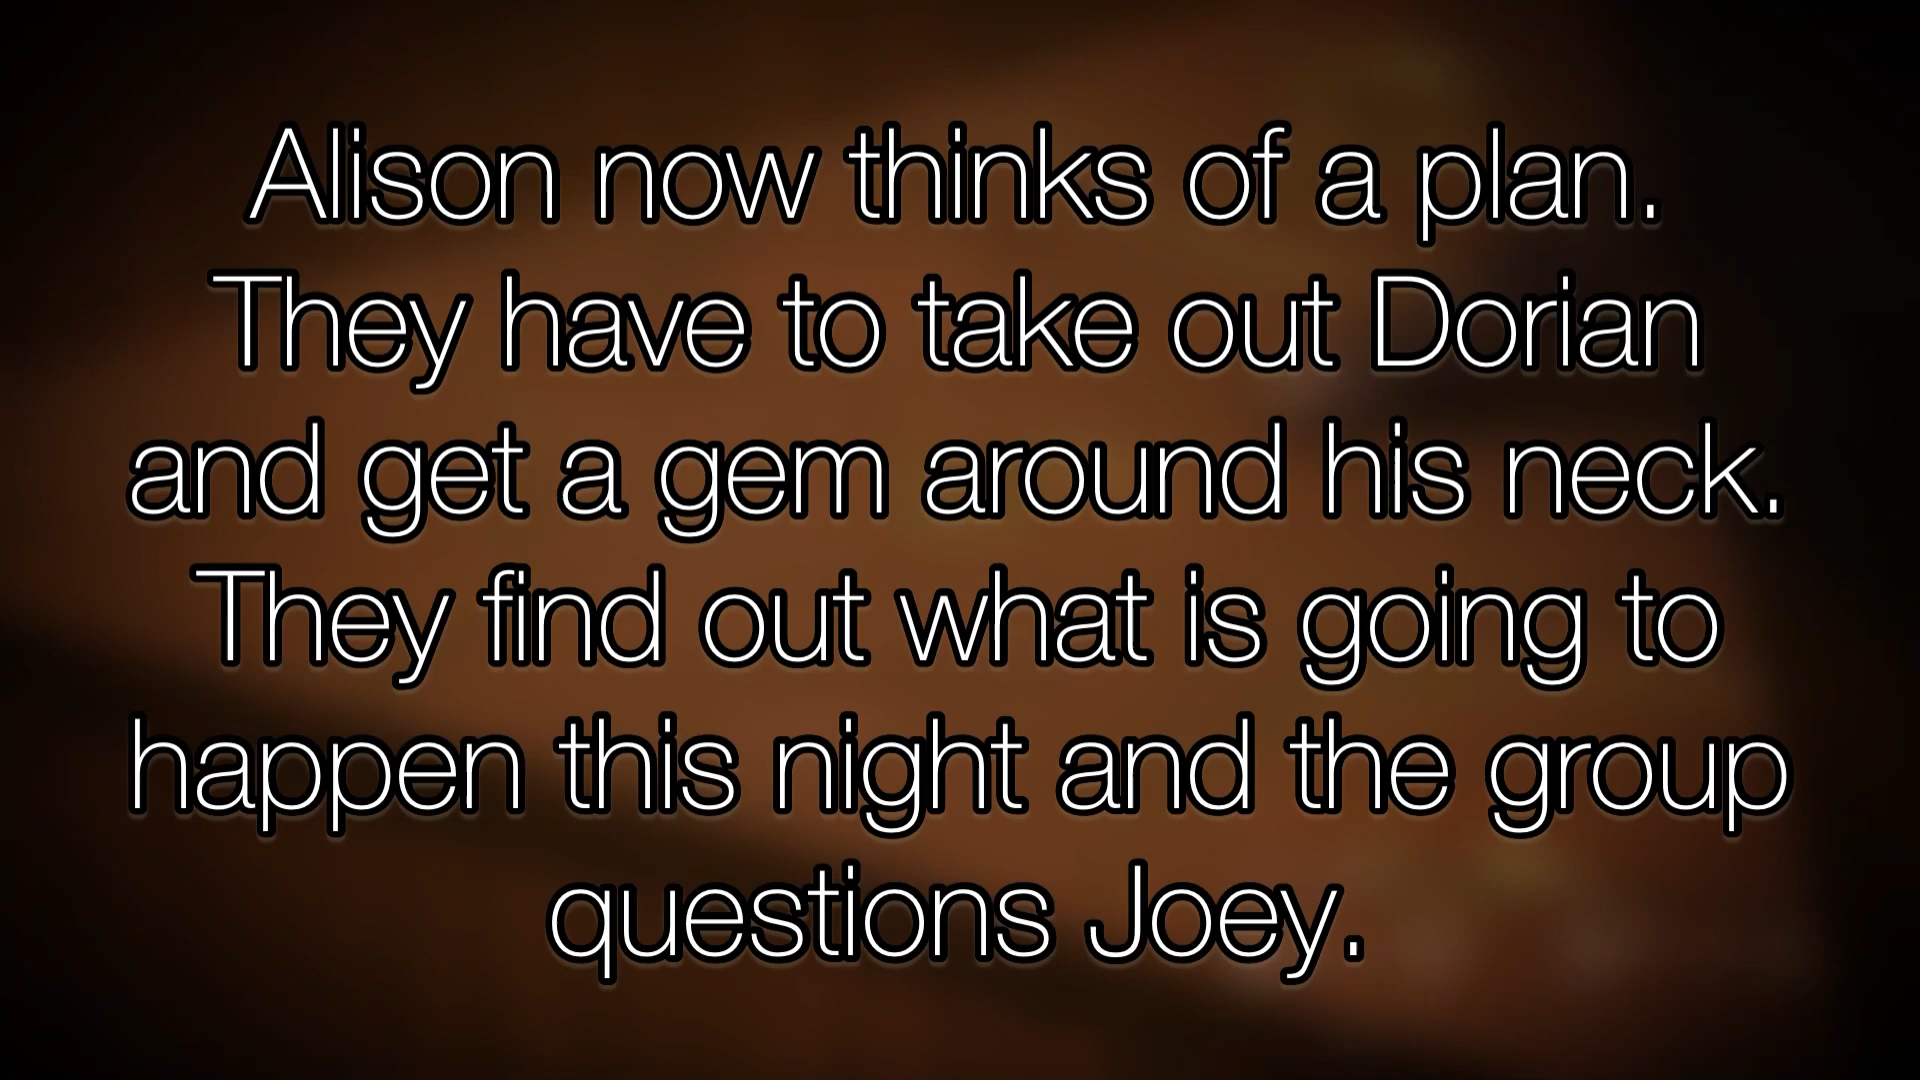 Alison now thinks of a plan.
They have to take out Dorian
and get a gem around his neck.
They find out what is going to
happen this night and the group
questions Joey.